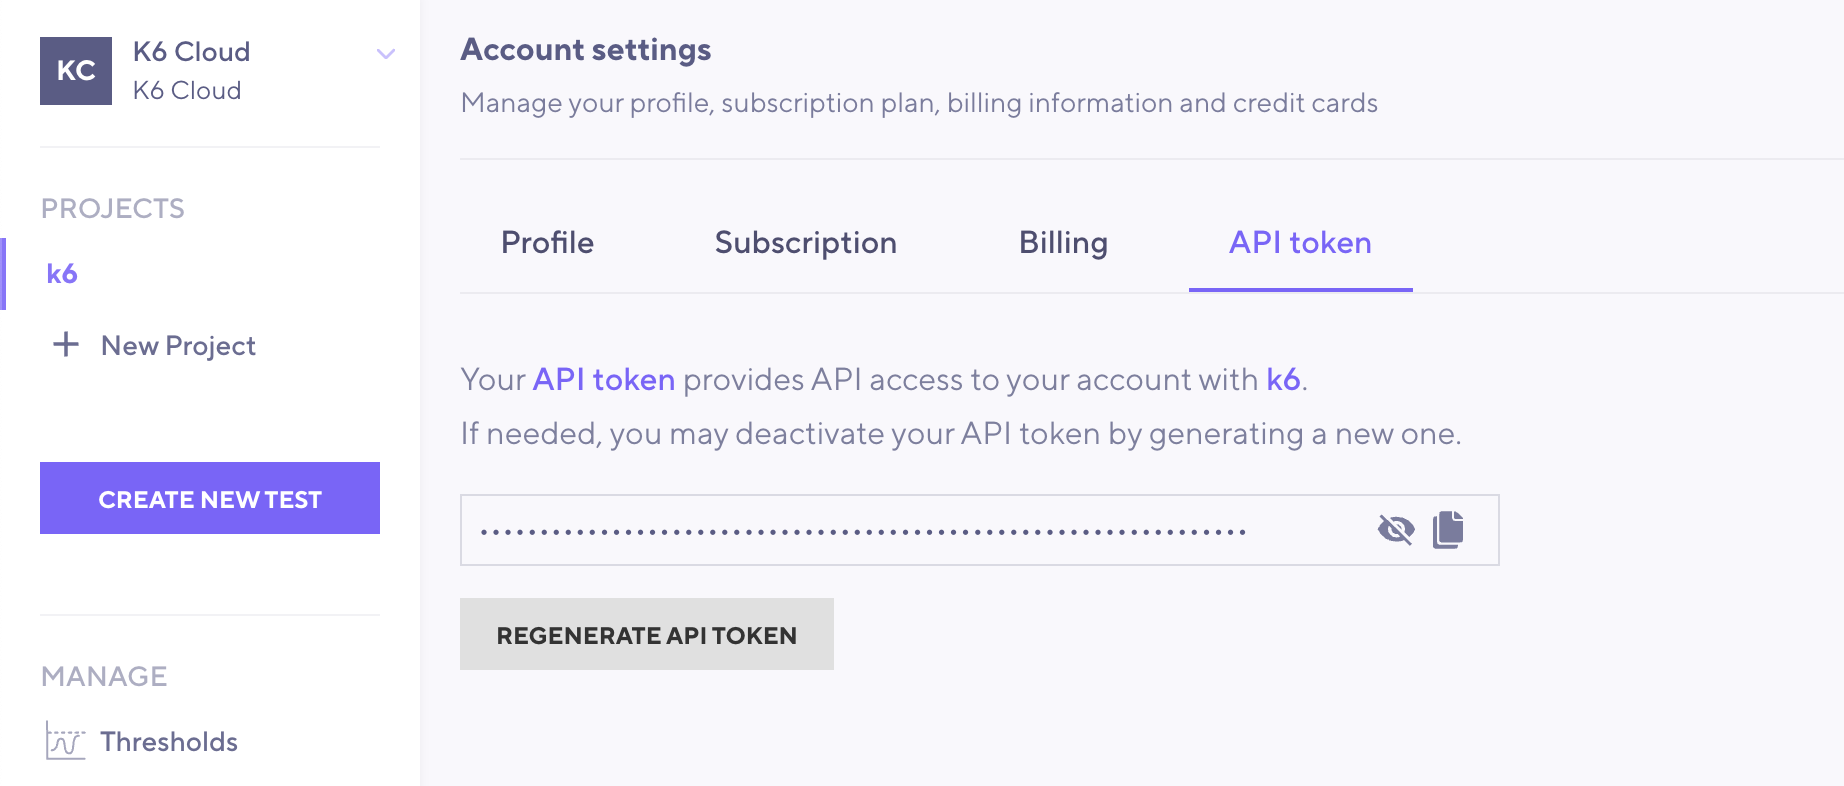 KC
K6 Cloud
K6 Cloud
PROJECTS
k6
New Project
CREATE NEW TEST
MANAGE
Thresholds
Account settings
Manage your profile, subscription plan, billing information and credit cards
Profile Subscription Billing API token
Your API token provides API access to your account with k6.
If needed, you may deactivate your API token by generating a new one.
REGENERATE API TOKEN